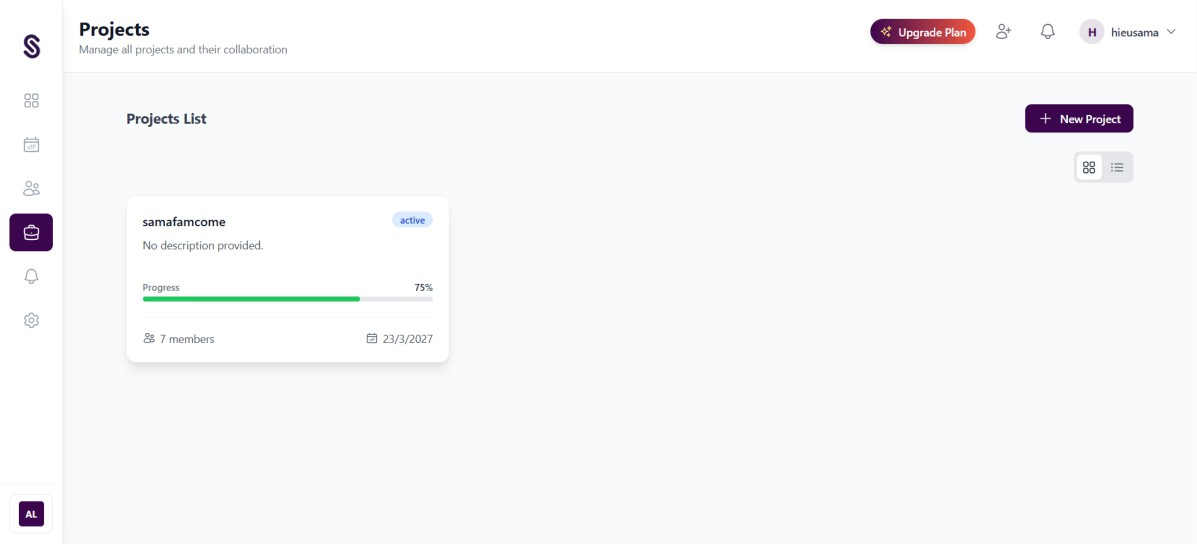 Projects
Manage all projects and their collaboration
Upgrade Plan
H
hieusama
Projects List
New Project
samafamcome
active
No description provided.
Progress
75%
7 members
23/3/2027
AL